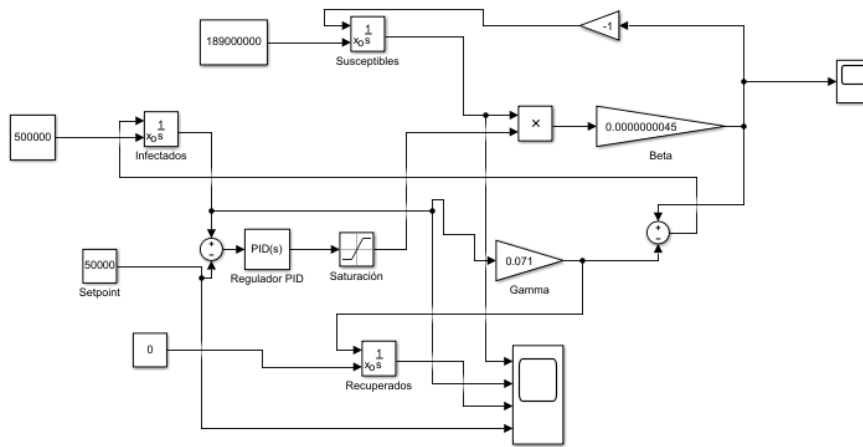 189000000
1
x₀ s
Susceptibles
-1
500000
1
x₀ s
Infectados
×
0.0000000045
Beta
+
−
PID(s)
Regulador PID
Saturación
50000
Setpoint
0.071
Gamma
+
−
0
1
x₀ s
Recuperados